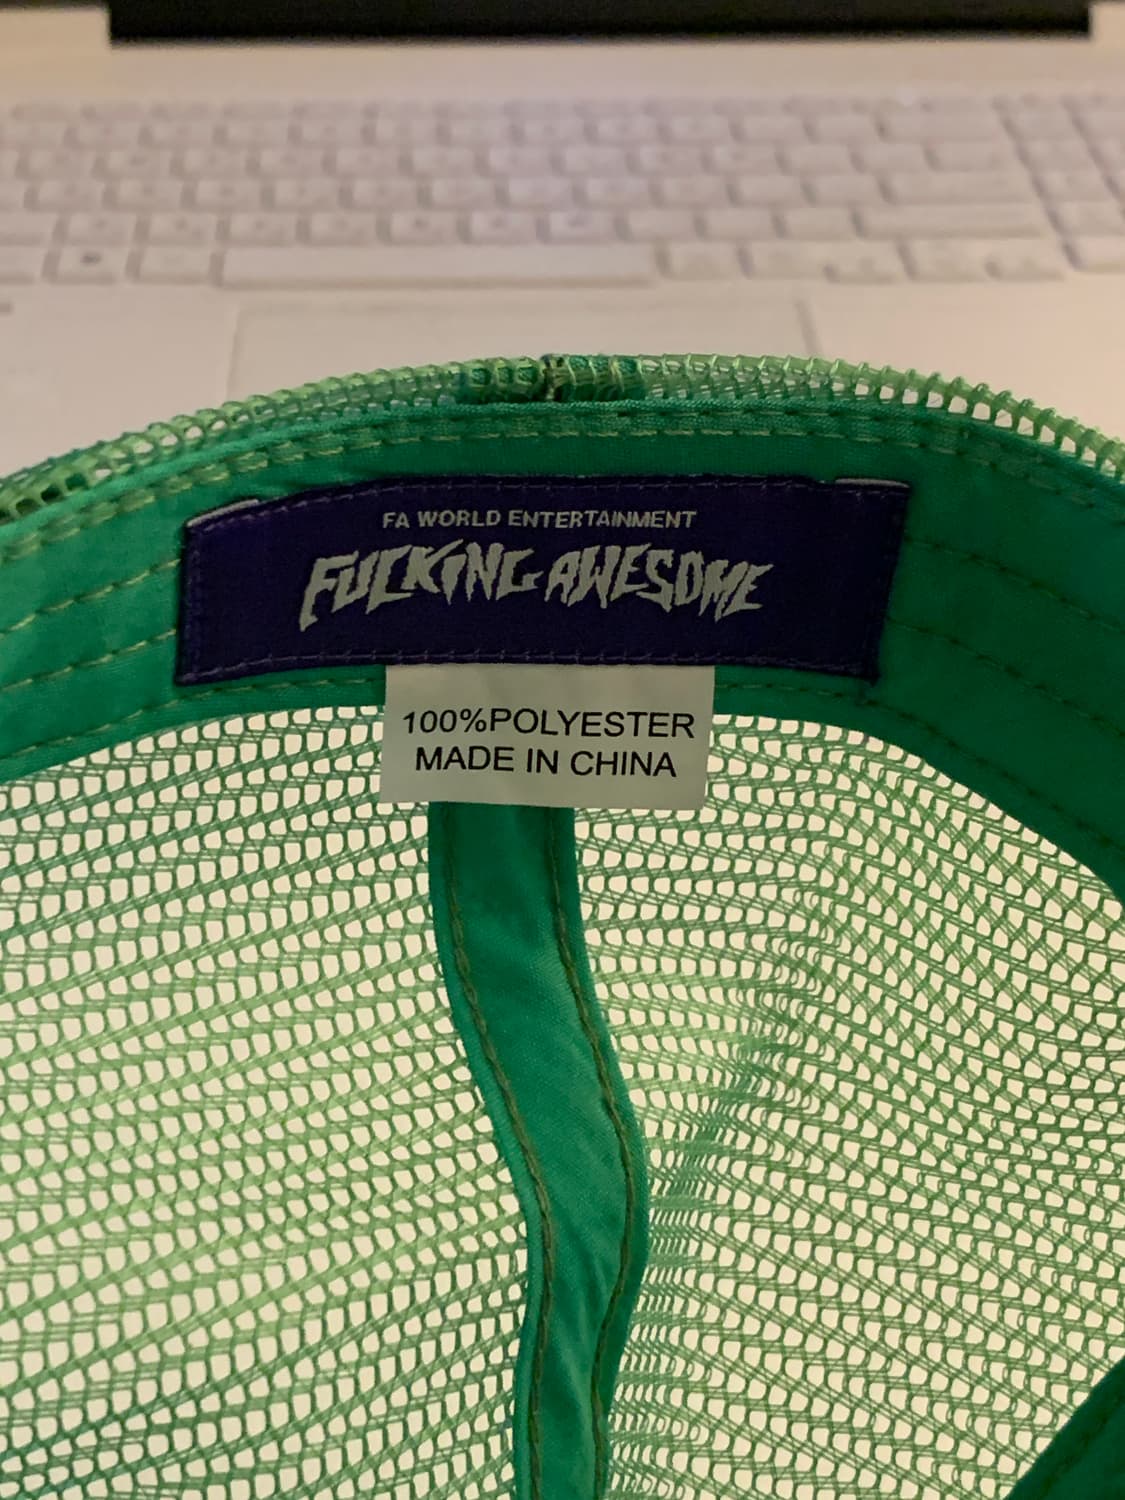 FA WORLD ENTERTAINMENT
FUCKING AWESOME
100%POLYESTER
MADE IN CHINA